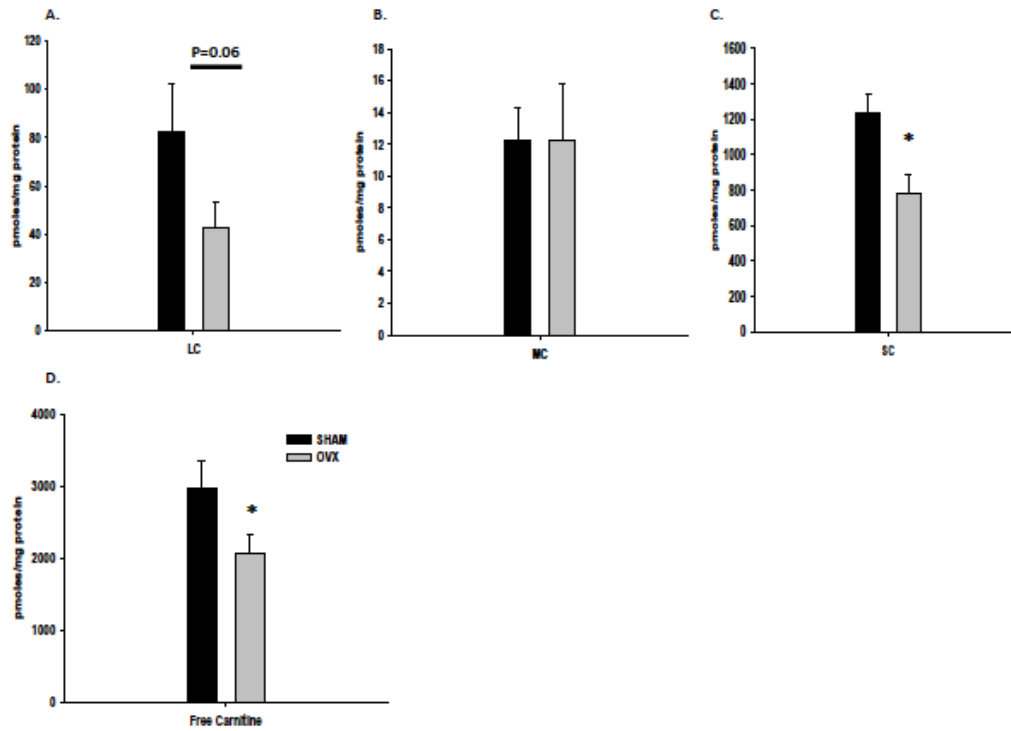 A.
B.
C.
120
100
80
60
40
20
0
pmoles/mg protein
P=0.06
LC
18
16
14
12
10
8
6
4
2
0
pmoles/mg protein
MC
1600
1400
1200
1000
800
600
400
200
0
pmoles/mg protein
*
SC
D.
4000
3000
2000
1000
0
pmoles/mg protein
SHAM
OVX
*
Free Carnitine